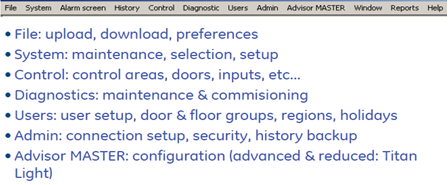 File System Alarm screen History Control Diagnostic Users Admin Advisor MASTER Window Reports Help
• File: upload, download, preferences
• System: maintenance, selection, setup
• Control: control areas, doors, inputs, etc...
• Diagnostics: maintenance & commisioning
• Users: user setup, door & floor groups, regions, holidays
• Admin: connection setup, security, history backup
• Advisor MASTER: configuration (advanced & reduced: Titan
Light)